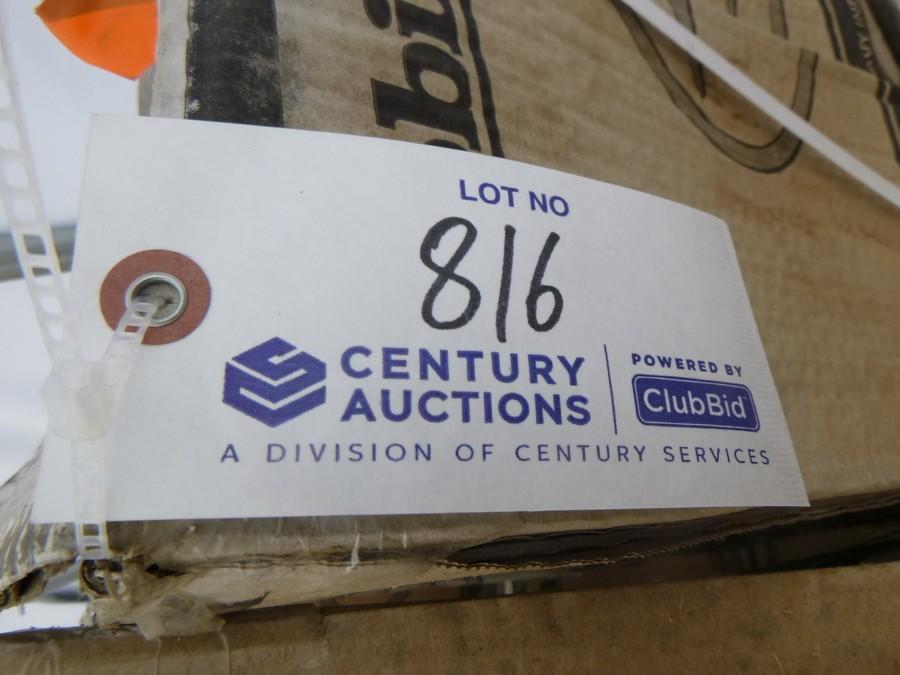 LOT NO
816
CENTURY
AUCTIONS
POWERED BY
ClubBid
A DIVISION OF CENTURY SERVICES